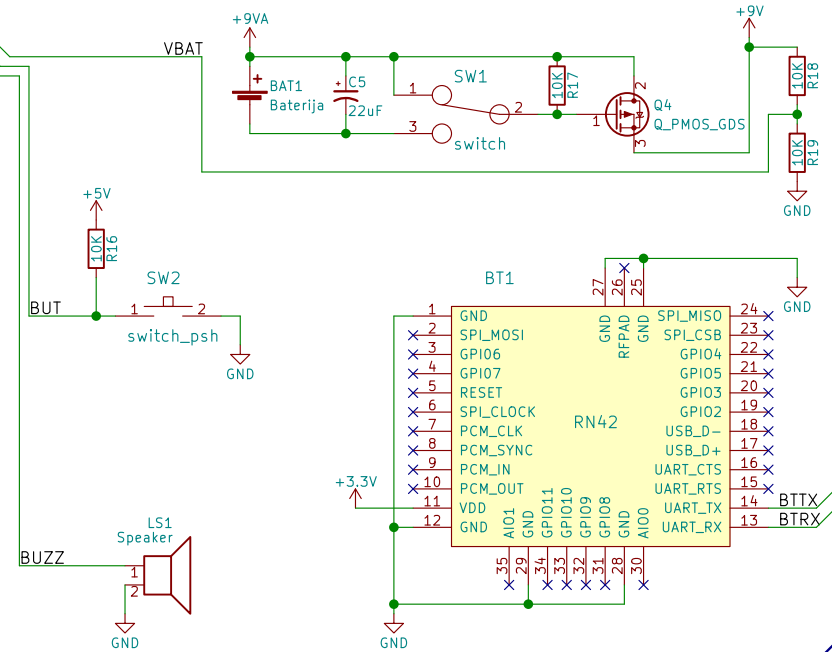 +9VA
+9V
VBAT
BAT1
Baterija
C5
22uF
SW1
1
2
3
switch
10K
R17
1
2
3
Q4
Q_PMOS_GDS
10K
R18
10K
R19
GND
+5V
10K
R16
SW2
BUT
1
2
switch_psh
GND
BT1
27
26
25
GND
RFPAD
GND
GND
1 GND
2 SPI_MOSI
3 GPIO6
4 GPIO7
5 RESET
6 SPI_CLOCK
7 PCM_CLK
8 PCM_SYNC
9 PCM_IN
10 PCM_OUT
11 VDD
12 GND
RN42
SPI_MISO 24
SPI_CSB 23
GPIO4 22
GPIO5 21
GPIO3 20
GPIO2 19
USB_D- 18
USB_D+ 17
UART_CTS 16
UART_RTS 15
UART_TX 14
UART_RX 13
BTTX
BTRX
+3.3V
AIO1
GND
GPIO11
GPIO10
GPIO9
GPIO8
GND
AIO0
35
29
34
33
32
31
28
30
GND
LS1
Speaker
BUZZ
1
2
GND